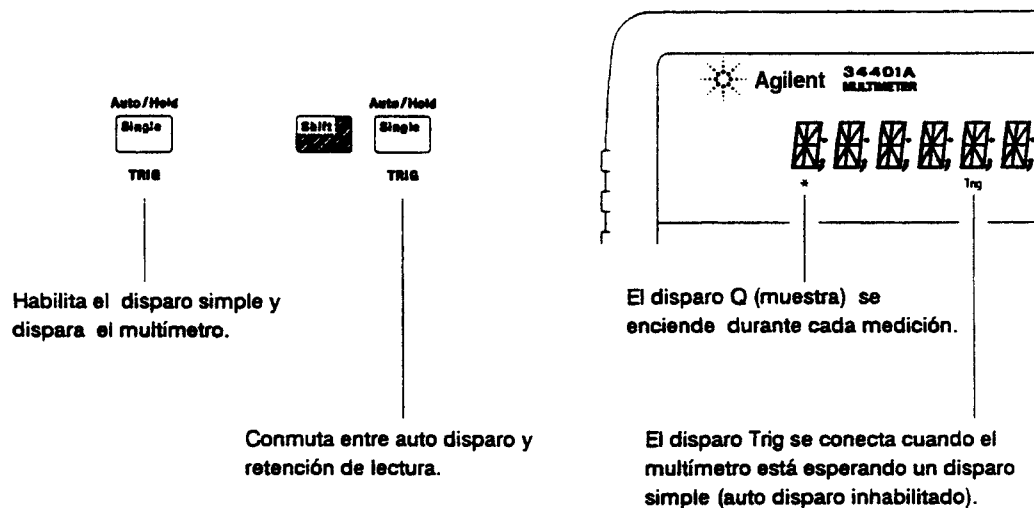 Auto/Hold
Single
TRIG
Habilita el disparo simple y
dispara el multímetro.
Shift
Auto/Hold
Single
TRIG
Conmuta entre auto disparo y
retención de lectura.
Agilent 34401A
MULTIMETER
*
Trig
El disparo Q (muestra) se
enciende durante cada medición.
El disparo Trig se conecta cuando el
multímetro está esperando un disparo
simple (auto disparo inhabilitado).